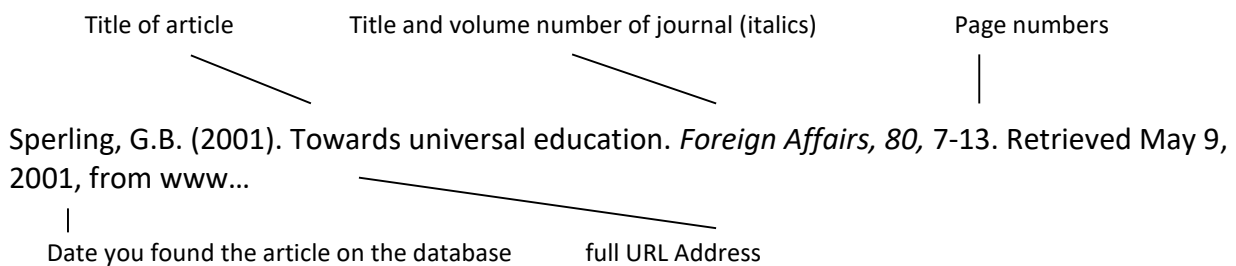 Title of article Title and volume number of journal (italics) Page numbers
Sperling, G.B. (2001). Towards universal education. Foreign Affairs, 80, 7-13. Retrieved May 9,
2001, from www…
Date you found the article on the database full URL Address